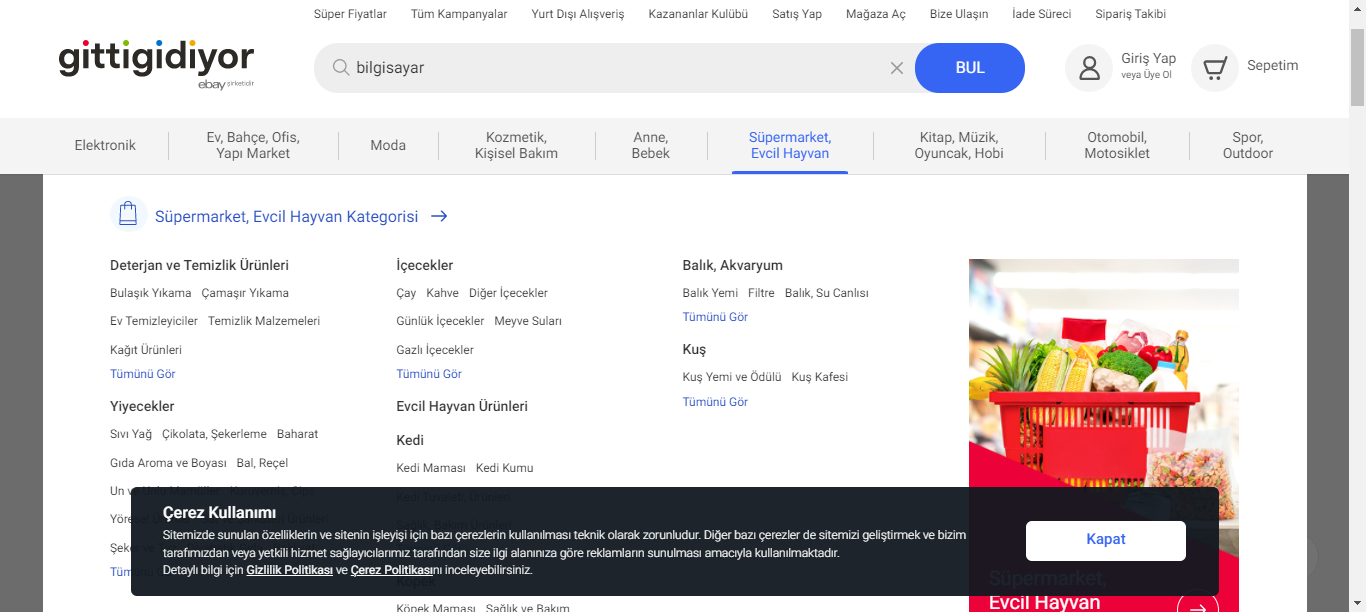 Süper Fiyatlar Tüm Kampanyalar Yurt Dışı Alışveriş Kazananlar Kulübü Satış Yap Mağaza Aç Bize Ulaşın İade Süreci Sipariş Takibi
gittigidiyor
ebay şirketidir
bilgisayar
BUL
Giriş Yap
veya Üye Ol
Sepetim
Elektronik
Ev, Bahçe, Ofis,
Yapı Market
Moda
Kozmetik,
Kişisel Bakım
Anne,
Bebek
Süpermarket,
Evcil Hayvan
Kitap, Müzik,
Oyuncak, Hobi
Otomobil,
Motosiklet
Spor,
Outdoor
Süpermarket, Evcil Hayvan Kategorisi
Deterjan ve Temizlik Ürünleri
Bulaşık Yıkama Çamaşır Yıkama
Ev Temizleyiciler Temizlik Malzemeleri
Kağıt Ürünleri
Tümünü Gör
Yiyecekler
Sıvı Yağ Çikolata, Şekerleme Baharat
Gıda Aroma ve Boyası Bal, Reçel
Un ve Unlu Mamüller Kuruyemiş, Cips
İçecekler
Çay Kahve Diğer İçecekler
Günlük İçecekler Meyve Suları
Gazlı İçecekler
Tümünü Gör
Evcil Hayvan Ürünleri
Kedi
Kedi Maması Kedi Kumu
Köpek
Köpek Maması Sağlık ve Bakım
Balık, Akvaryum
Balık Yemi Filtre Balık, Su Canlısı
Tümünü Gör
Kuş
Kuş Yemi ve Ödülü Kuş Kafesi
Tümünü Gör
Süpermarket,
Evcil Hayvan
Çerez Kullanımı
Sitemizde sunulan özelliklerin ve sitenin işleyişi için bazı çerezlerin kullanılması teknik olarak zorunludur. Diğer bazı çerezler de sitemizi geliştirmek ve bizim
tarafımızdan veya yetkili hizmet sağlayıcılarımız tarafından size ilgi alanınıza göre reklamların sunulması amacıyla kullanılmaktadır.
Detaylı bilgi için Gizlilik Politikası ve Çerez Politikasını inceleyebilirsiniz.
Kapat